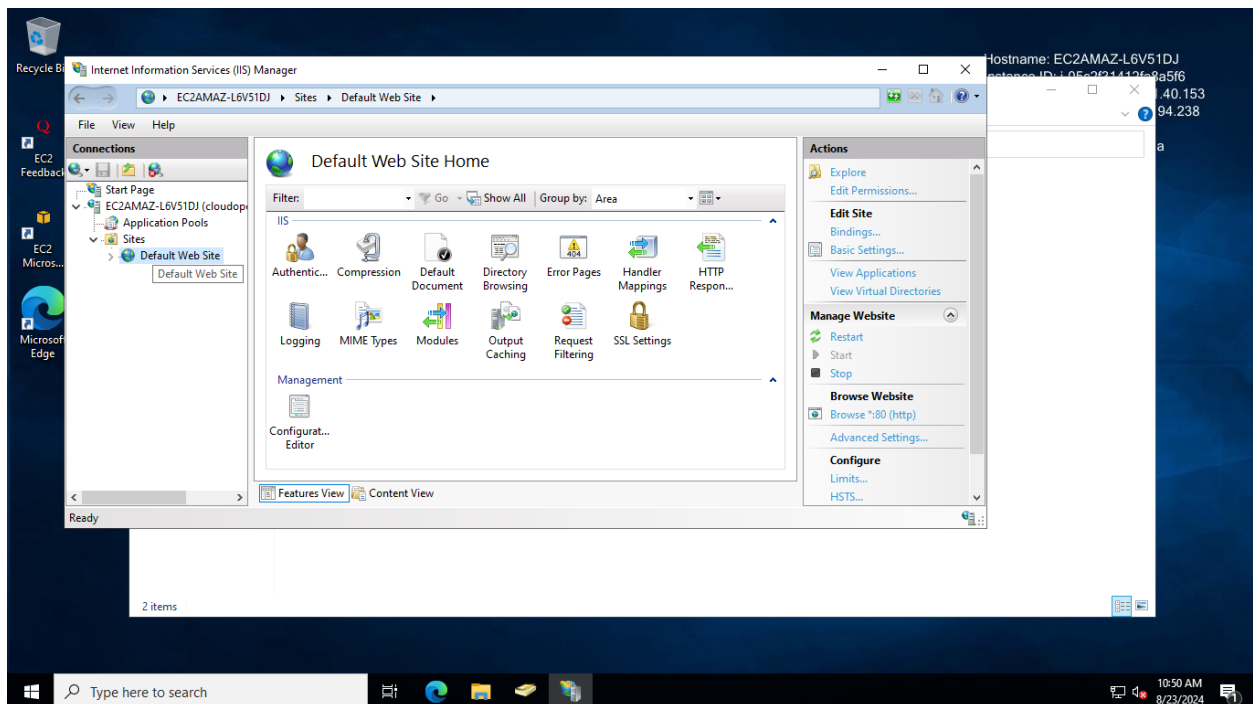 Recycle Bi
EC2
Feedback
EC2
Micros...
Microsof
Edge
Hostname: EC2AMAZ-L6V51DJ
.40.153
94.238
a
Internet Information Services (IIS) Manager
EC2AMAZ-L6V51DJ Sites Default Web Site
File View Help
Connections
Start Page
EC2AMAZ-L6V51DJ (cloudope
Application Pools
Sites
Default Web Site
Default Web Site
Default Web Site Home
Filter: Go Show All Group by: Area
IIS
Authentic... Compression Default Document Directory Browsing Error Pages Handler Mappings HTTP Respon...
Logging MIME Types Modules Output Caching Request Filtering SSL Settings
Management
Configurat...
Editor
Features View Content View
Actions
Explore
Edit Permissions...
Edit Site
Bindings...
Basic Settings...
View Applications
View Virtual Directories
Manage Website
Restart
Start
Stop
Browse Website
Browse *:80 (http)
Advanced Settings...
Configure
Limits...
HSTS...
Ready
2 items
Type here to search
10:50 AM
8/23/2024